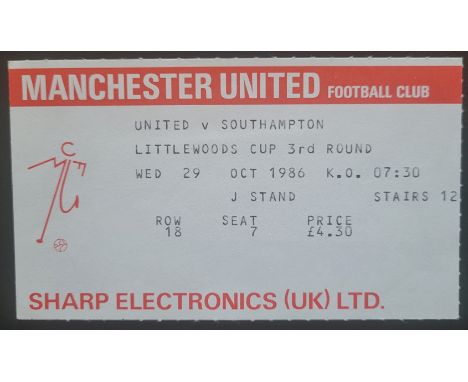 MANCHESTER UNITED FOOTBALL CLUB
UNITED v SOUTHAMPTON
LITTLEWOODS CUP 3rd ROUND
WED 29 OCT 1986 K.O. 07:30
J STAND STAIRS 12
ROW SEAT PRICE
18 7 £4.30
MUFC
SHARP ELECTRONICS (UK) LTD.